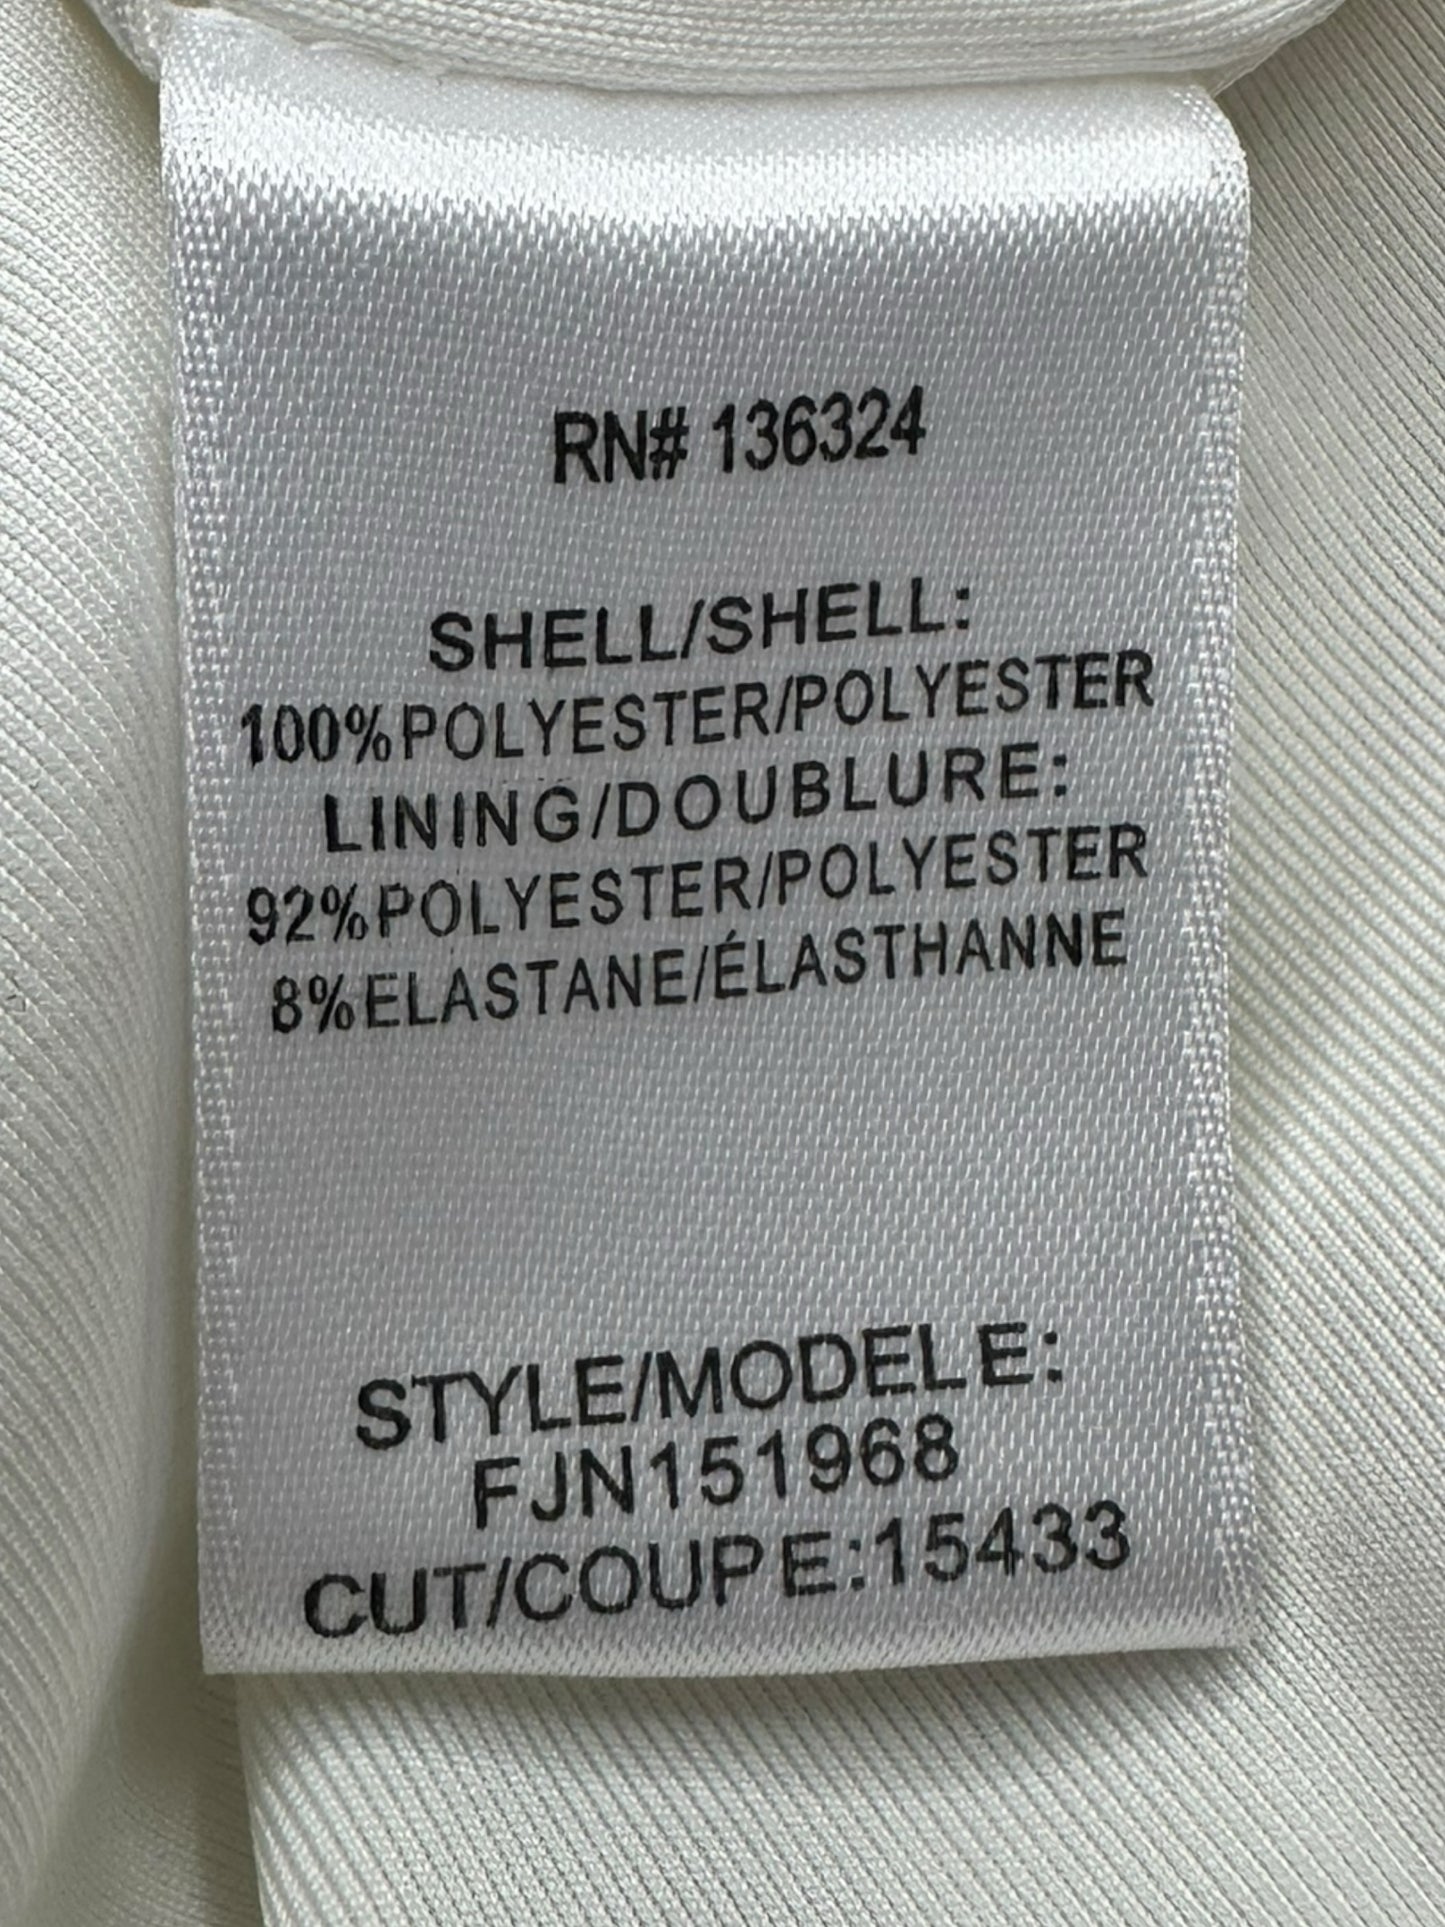 RN# 136324
SHELL/SHELL:
100%POLYESTER/POLYESTER
LINING/DOUBLURE:
92%POLYESTER/POLYESTER
8%ELASTANE/ÉLASTHANNE
STYLE/MODELE:
FJN151968
CUT/COUPE:15433